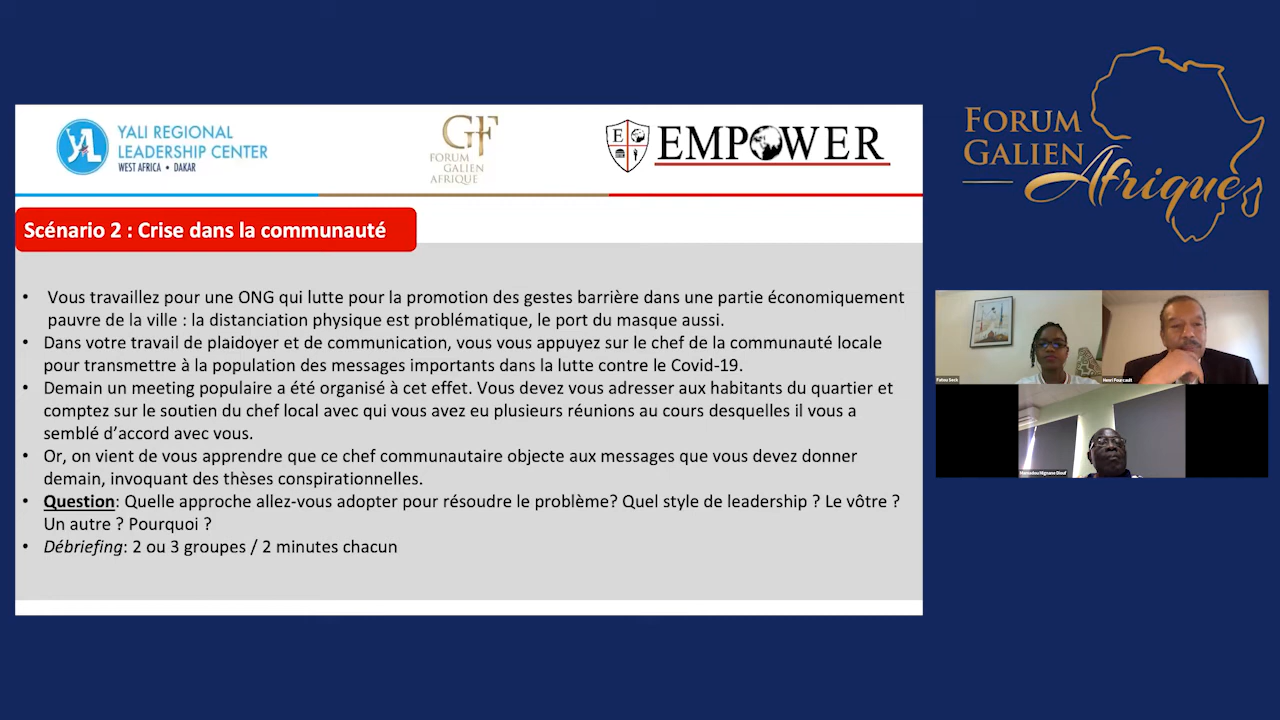 YALI REGIONAL
LEADERSHIP CENTER
WEST AFRICA • DAKAR
GF
FORUM
GALIEN
AFRIQUE
E
EMPOWER
Scénario 2 : Crise dans la communauté
• Vous travaillez pour une ONG qui lutte pour la promotion des gestes barrière dans une partie économiquement
pauvre de la ville : la distanciation physique est problématique, le port du masque aussi.
• Dans votre travail de plaidoyer et de communication, vous vous appuyez sur le chef de la communauté locale
pour transmettre à la population des messages importants dans la lutte contre le Covid-19.
• Demain un meeting populaire a été organisé à cet effet. Vous devez vous adresser aux habitants du quartier et
comptez sur le soutien du chef local avec qui vous avez eu plusieurs réunions au cours desquelles il vous a
semblé d’accord avec vous.
• Or, on vient de vous apprendre que ce chef communautaire objecte aux messages que vous devez donner
demain, invoquant des thèses conspirationnelles.
• Question: Quelle approche allez-vous adopter pour résoudre le problème? Quel style de leadership ? Le vôtre ?
Un autre ? Pourquoi ?
• Débriefing: 2 ou 3 groupes / 2 minutes chacun
FORUM
GALIEN
Afrique
Fatou Seck
Henri Fourcault
Mamadou Mignane Diouf